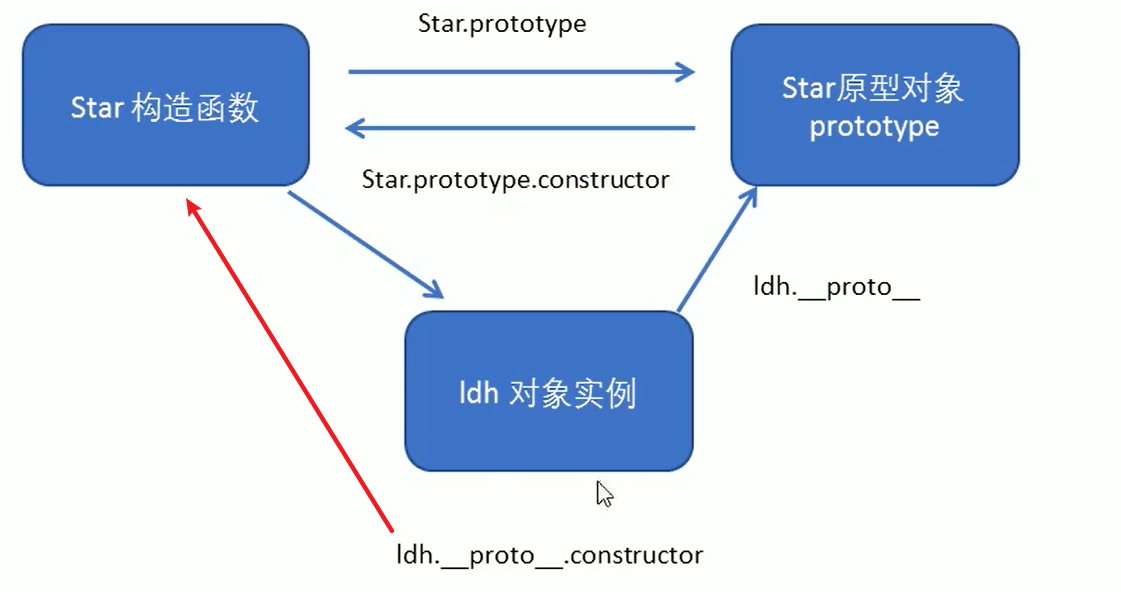 Star.prototype
Star 构造函数
Star原型对象
prototype
Star.prototype.constructor
ldh.__proto__
ldh 对象实例
ldh.__proto__.constructor